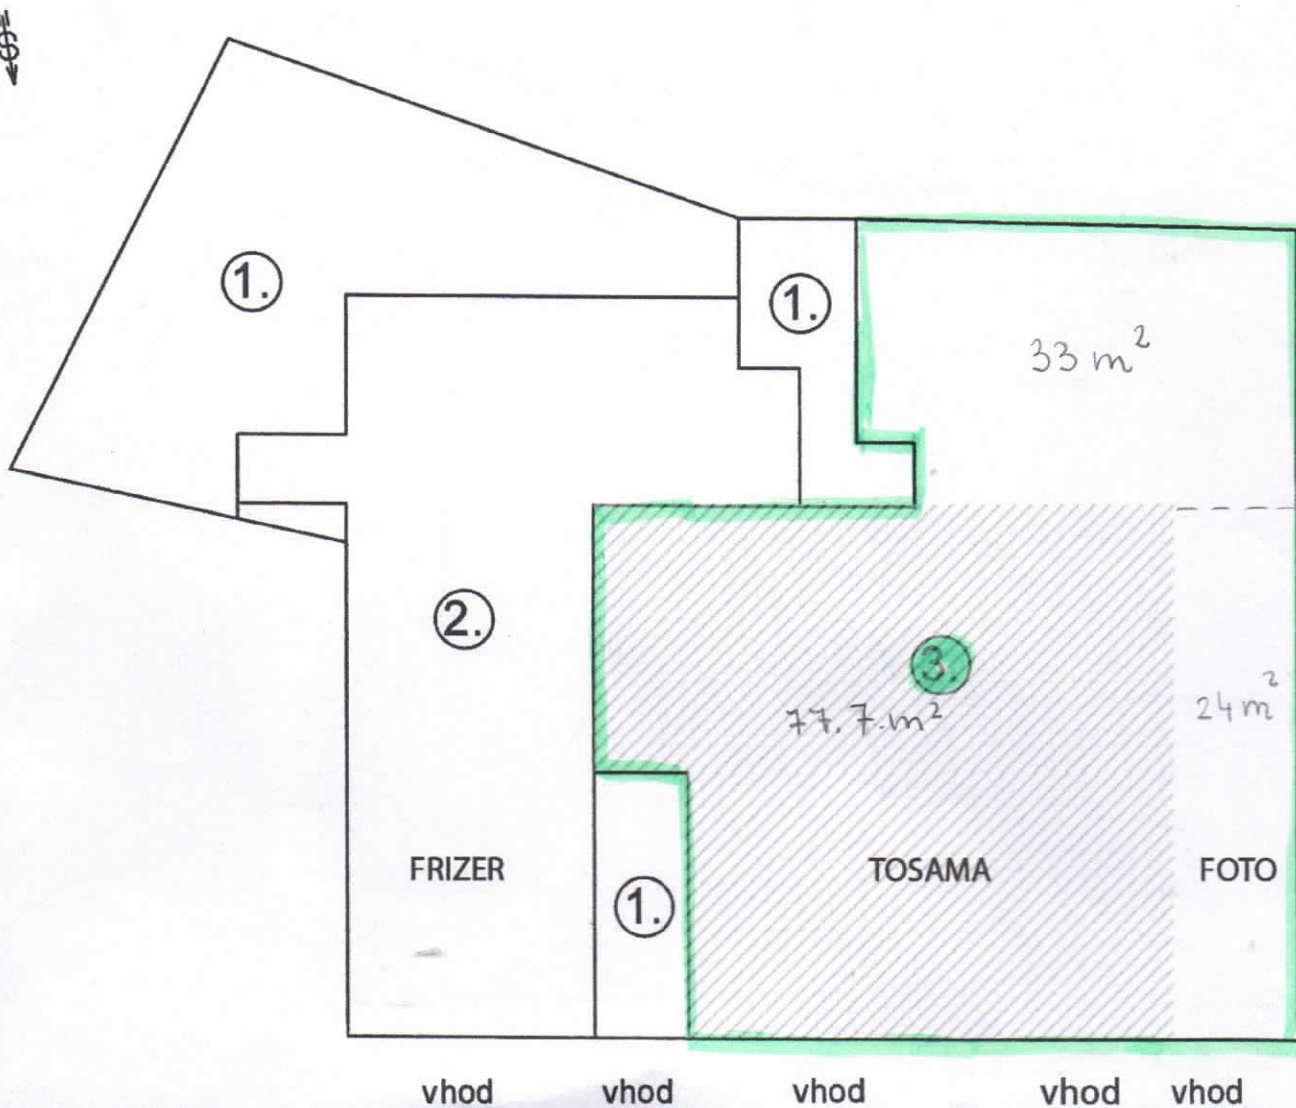 1.
1.
33 m²
2.
3.
77.7.m²
24 m²
FRIZER
TOSAMA
FOTO
1.
vhod vhod vhod vhod vhod